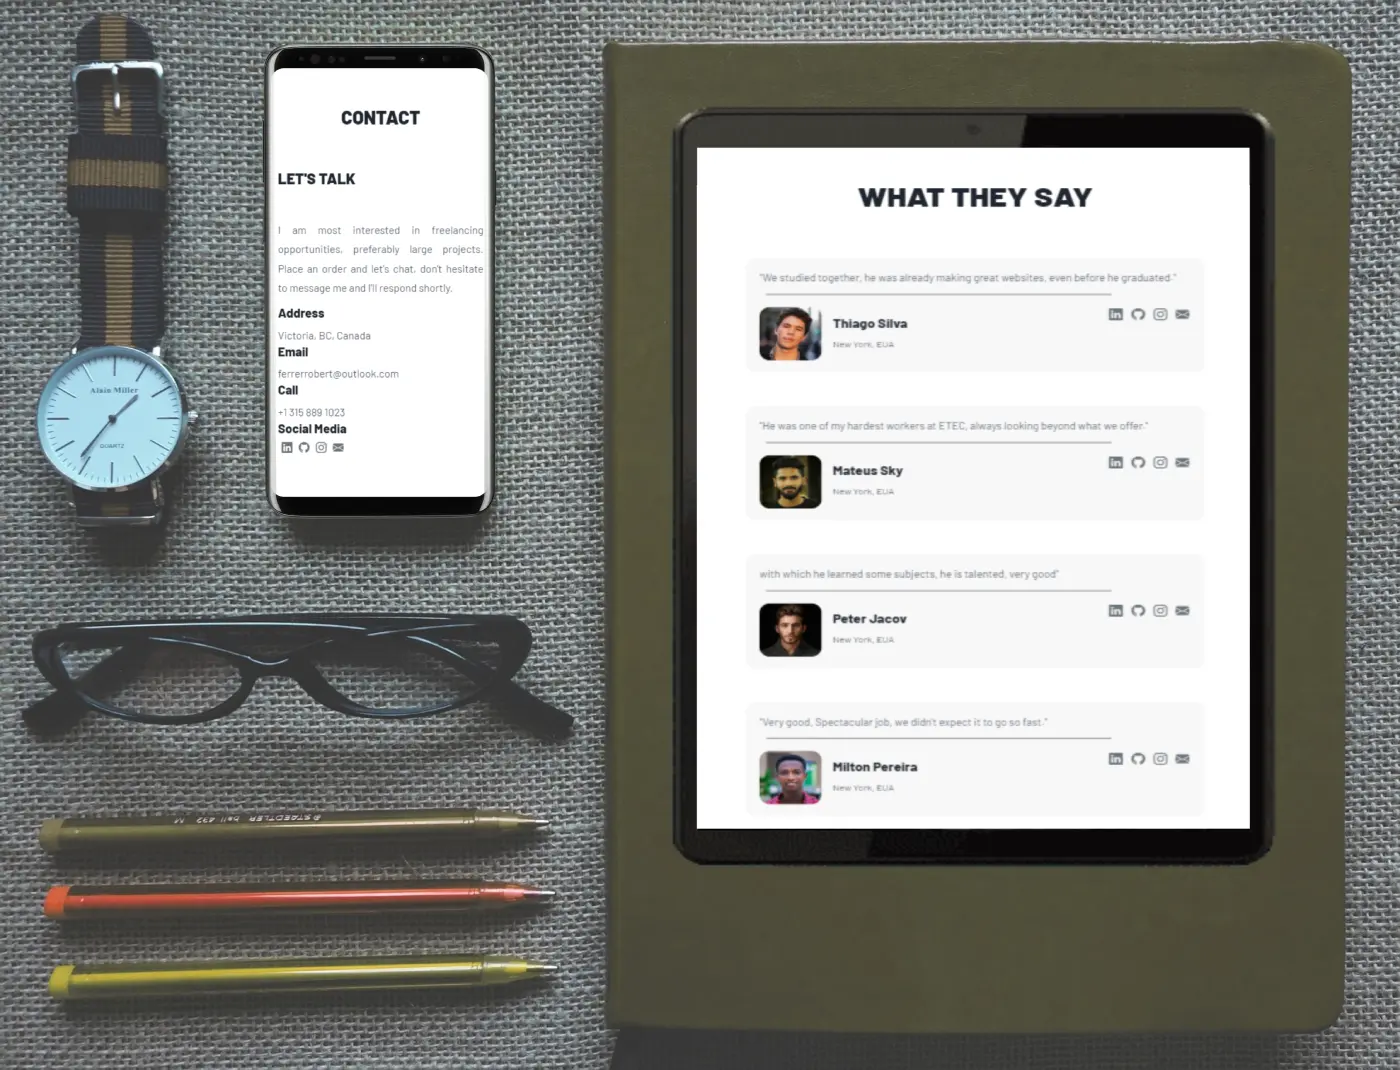 CONTACT
LET'S TALK
I am most interested in freelancing
opportunities, preferably large projects.
Place an order and let's chat, don't hesitate
to message me and I'll respond shortly.
Address
Victoria, BC, Canada
Email
ferrerrobert@outlook.com
Call
+1 315 889 1023
Social Media
Alain Miller
QUARTZ
STAEDTLER ball 432 M
WHAT THEY SAY
"We studied together, he was already making great websites, even before he graduated."
Thiago Silva
New York, EUA
"He was one of my hardest workers at ETEC, always looking beyond what we offer."
Mateus Sky
New York, EUA
with which he learned some subjects, he is talented, very good"
Peter Jacov
New York, EUA
"Very good, Spectacular job, we didn't expect it to go so fast."
Milton Pereira
New York, EUA